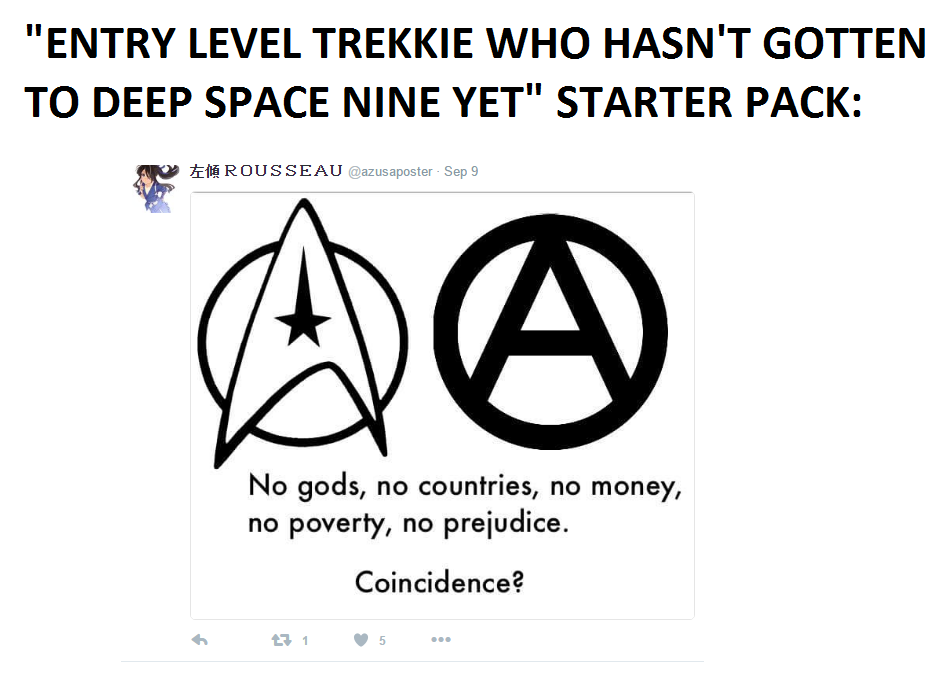 "ENTRY LEVEL TREKKIE WHO HASN'T GOTTEN
TO DEEP SPACE NINE YET" STARTER PACK:
左傾 ＲＯＵＳＳＥＡＵ @azusaposter · Sep 9
No gods, no countries, no money,
no poverty, no prejudice.
Coincidence?
1 5